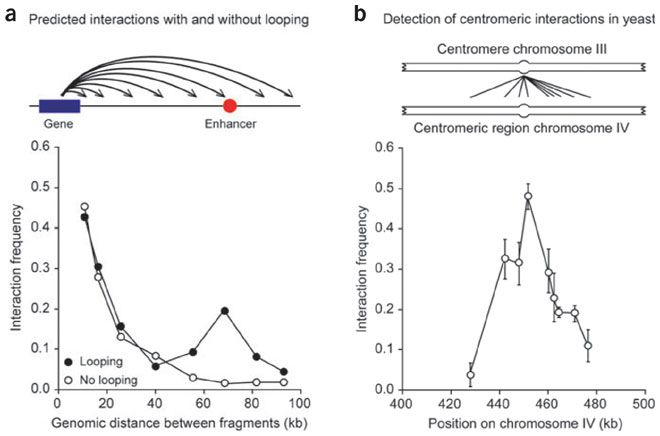 a
Predicted interactions with and without looping
Gene
Enhancer
0.6
0.5
0.4
0.3
0.2
0.1
0.0
Interaction frequency
Looping
No looping
0
20
40
60
80
100
Genomic distance between fragments (kb)
b
Detection of centromeric interactions in yeast
Centromere chromosome III
Centromeric region chromosome IV
0.6
0.5
0.4
0.3
0.2
0.1
0.0
Interaction frequency
400
420
440
460
480
500
Position on chromosome IV (kb)